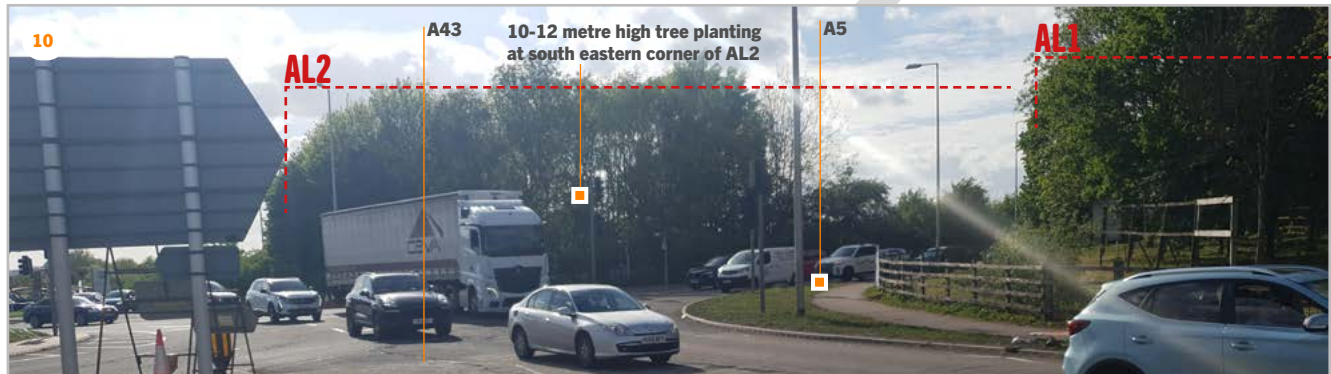 10
AL2
A43
10-12 metre high tree planting
at south eastern corner of AL2
A5
AL1
CEVA